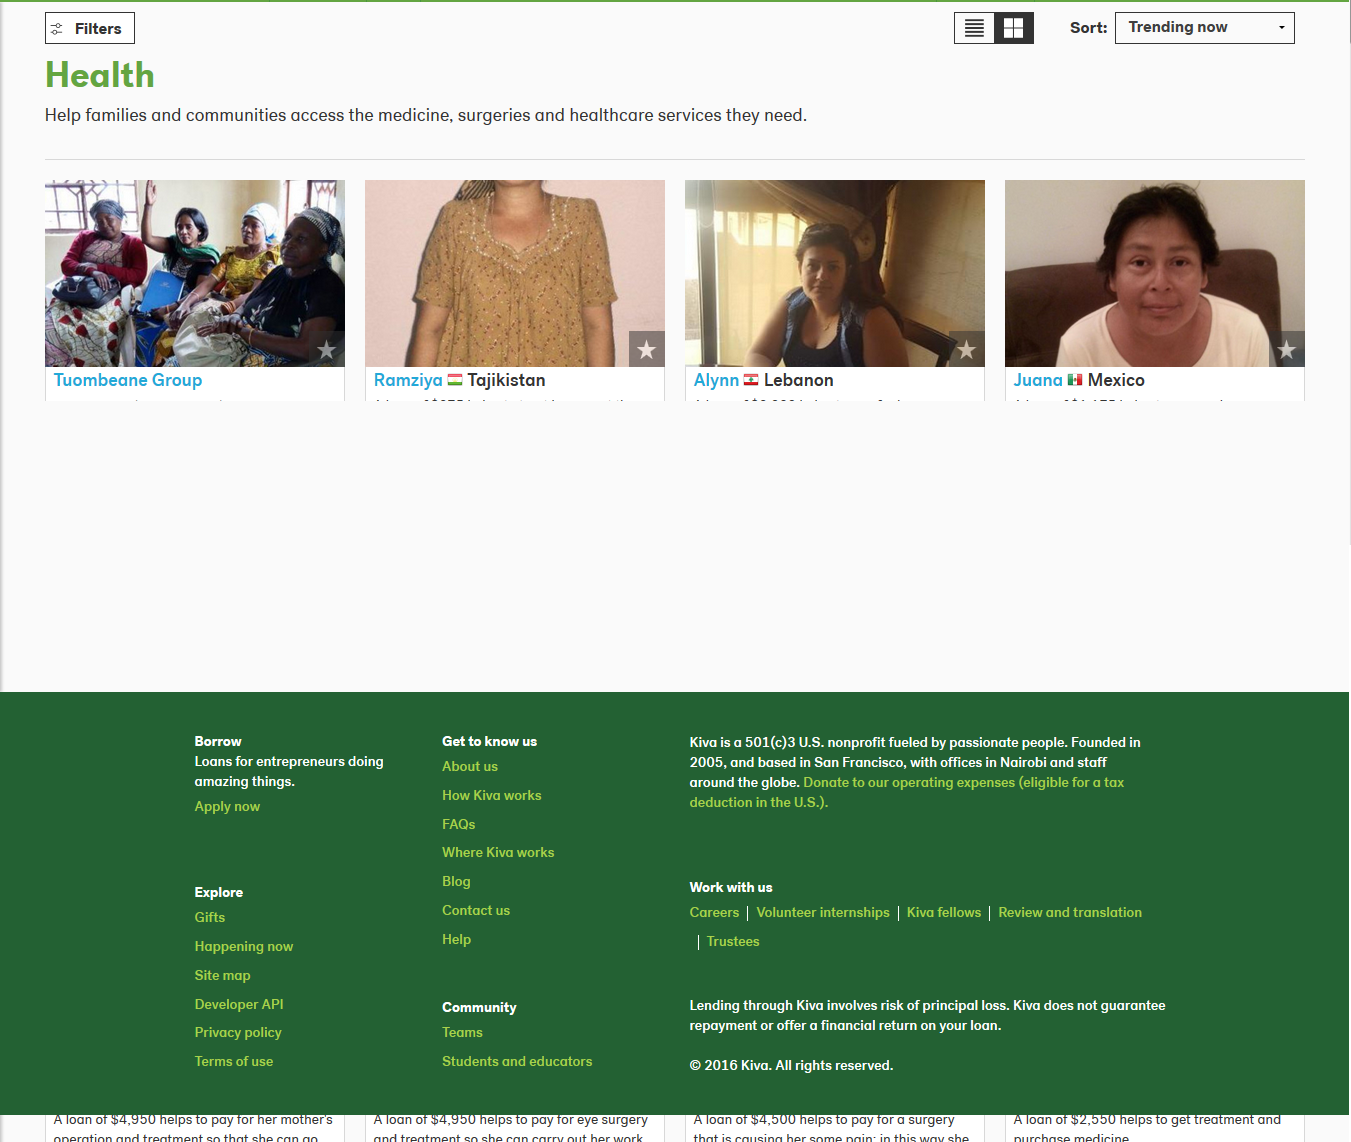 Filters
Sort: Trending now
Health
Help families and communities access the medicine, surgeries and healthcare services they need.
Tuombeane Group
Ramziya Tajikistan
Alynn Lebanon
Juana Mexico
Borrow
Loans for entrepreneurs doing
amazing things.
Apply now
Explore
Gifts
Happening now
Site map
Developer API
Privacy policy
Terms of use
Get to know us
About us
How Kiva works
FAQs
Where Kiva works
Blog
Contact us
Help
Community
Teams
Students and educators
Kiva is a 501(c)3 U.S. nonprofit fueled by passionate people. Founded in
2005, and based in San Francisco, with offices in Nairobi and staff
around the globe. Donate to our operating expenses (eligible for a tax
deduction in the U.S.).
Work with us
Careers | Volunteer internships | Kiva fellows | Review and translation
| Trustees
Lending through Kiva involves risk of principal loss. Kiva does not guarantee
repayment or offer a financial return on your loan.
© 2016 Kiva. All rights reserved.
A loan of $4,950 helps to pay for her mother's
operation and treatment so that she can go
A loan of $4,950 helps to pay for eye surgery
and treatment so she can carry out her work
A loan of $4,500 helps to pay for a surgery
that is causing her some pain; in this way she
A loan of $2,550 helps to get treatment and
purchase medicine.